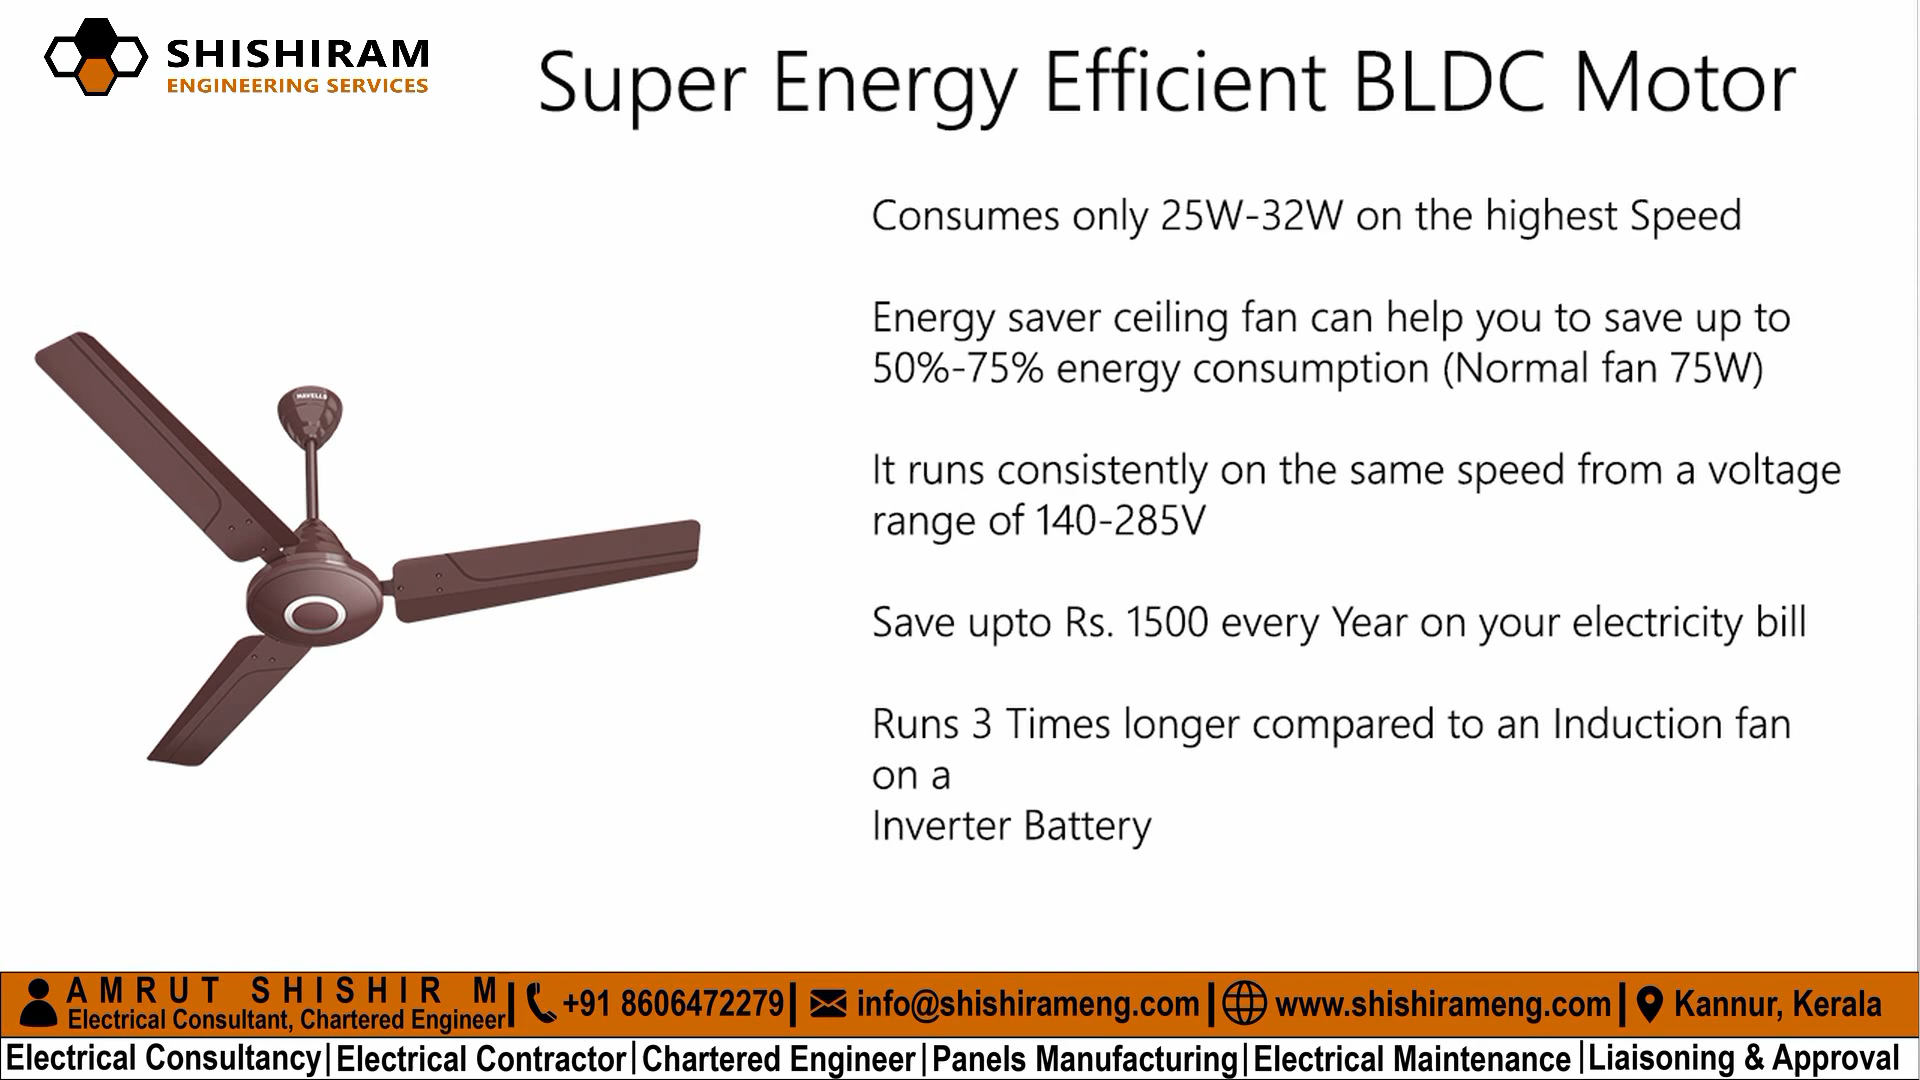 SHISHIRAM
ENGINEERING SERVICES
Super Energy Efficient BLDC Motor
Consumes only 25W-32W on the highest Speed
Energy saver ceiling fan can help you to save up to
50%-75% energy consumption (Normal fan 75W)
It runs consistently on the same speed from a voltage
range of 140-285V
Save upto Rs. 1500 every Year on your electricity bill
Runs 3 Times longer compared to an Induction fan
on a
Inverter Battery
HAVELLS
AMRUT SHISHIR M
Electrical Consultant, Chartered Engineer
+91 8606472279
info@shishirameng.com
www.shishirameng.com
Kannur, Kerala
Electrical Consultancy|Electrical Contractor|Chartered Engineer|Panels Manufacturing|Electrical Maintenance|Liaisoning & Approval